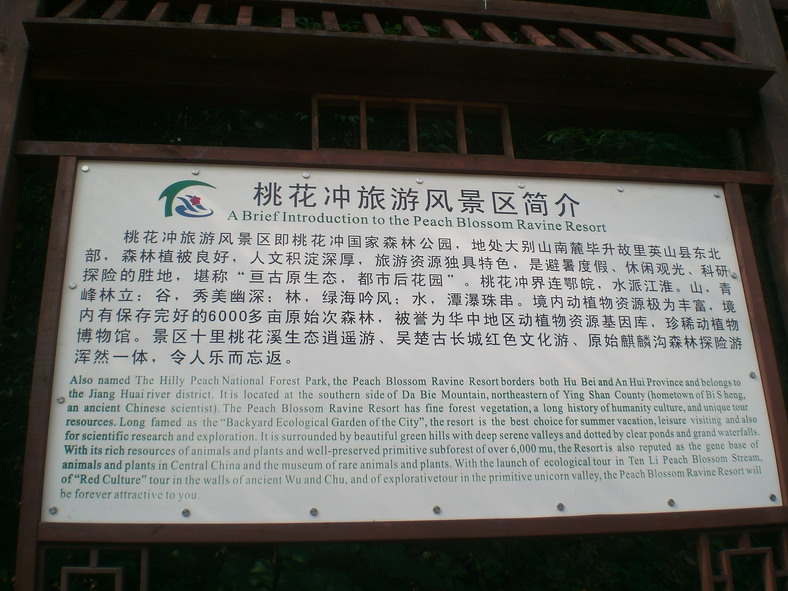 桃花冲旅游风景区简介
A Brief Introduction to the Peach Blossom Ravine Resort
桃花冲旅游风景区即桃花冲国家森林公园，地处大别山南麓毕升故里英山县东北
部，森林植被良好，人文积淀深厚，旅游资源独具特色，是避暑度假、休闲观光、科研
探险的胜地，堪称“亘古原生态，都市后花园”。桃花冲界连鄂皖，水派江淮。山，青
峰林立；谷，秀美幽深；林，绿海吟风；水，潭瀑珠串。境内动植物资源极为丰富，境
内有保存完好的6000多亩原始次森林，被誉为华中地区动植物资源基因库，珍稀动植物
博物馆。景区十里桃花溪生态逍遥游、吴楚古长城红色文化游、原始麒麟沟森林探险游
浑然一体，令人乐而忘返。
Also named The Hilly Peach National Forest Park, the Peach Blossom Ravine Resort borders both Hu Bei and An Hui Province and belongs to
the Jiang Huai river district. It is located at the southern side of Da Bie Mountain, northeastern of Ying Shan County (hometown of Bi S heng,
an ancient Chinese scientist). The Peach Blossom Ravine Resort has fine forest vegetation, a long history of humanity culture, and unique tour
resources. Long famed as the “Backyard Ecological Garden of the City”, the resort is the best choice for summer vacation, leisure visiting and also
for scientific research and exploration. It is surrounded by beautiful green hills with deep serene valleys and dotted by clear ponds and grand waterfalls.
With its rich resources of animals and plants and well-preserved primitive subforest of over 6,000 mu, the Resort is also reputed as the gene base of
animals and plants in Central China and the museum of rare animals and plants. With the launch of ecological tour in Ten Li Peach Blossom Stream,
of “Red Culture” tour in the walls of ancient Wu and Chu, and of explorativetour in the primitive unicorn valley, the Peach Blossom Ravine Resort will
be forever attractive to you.